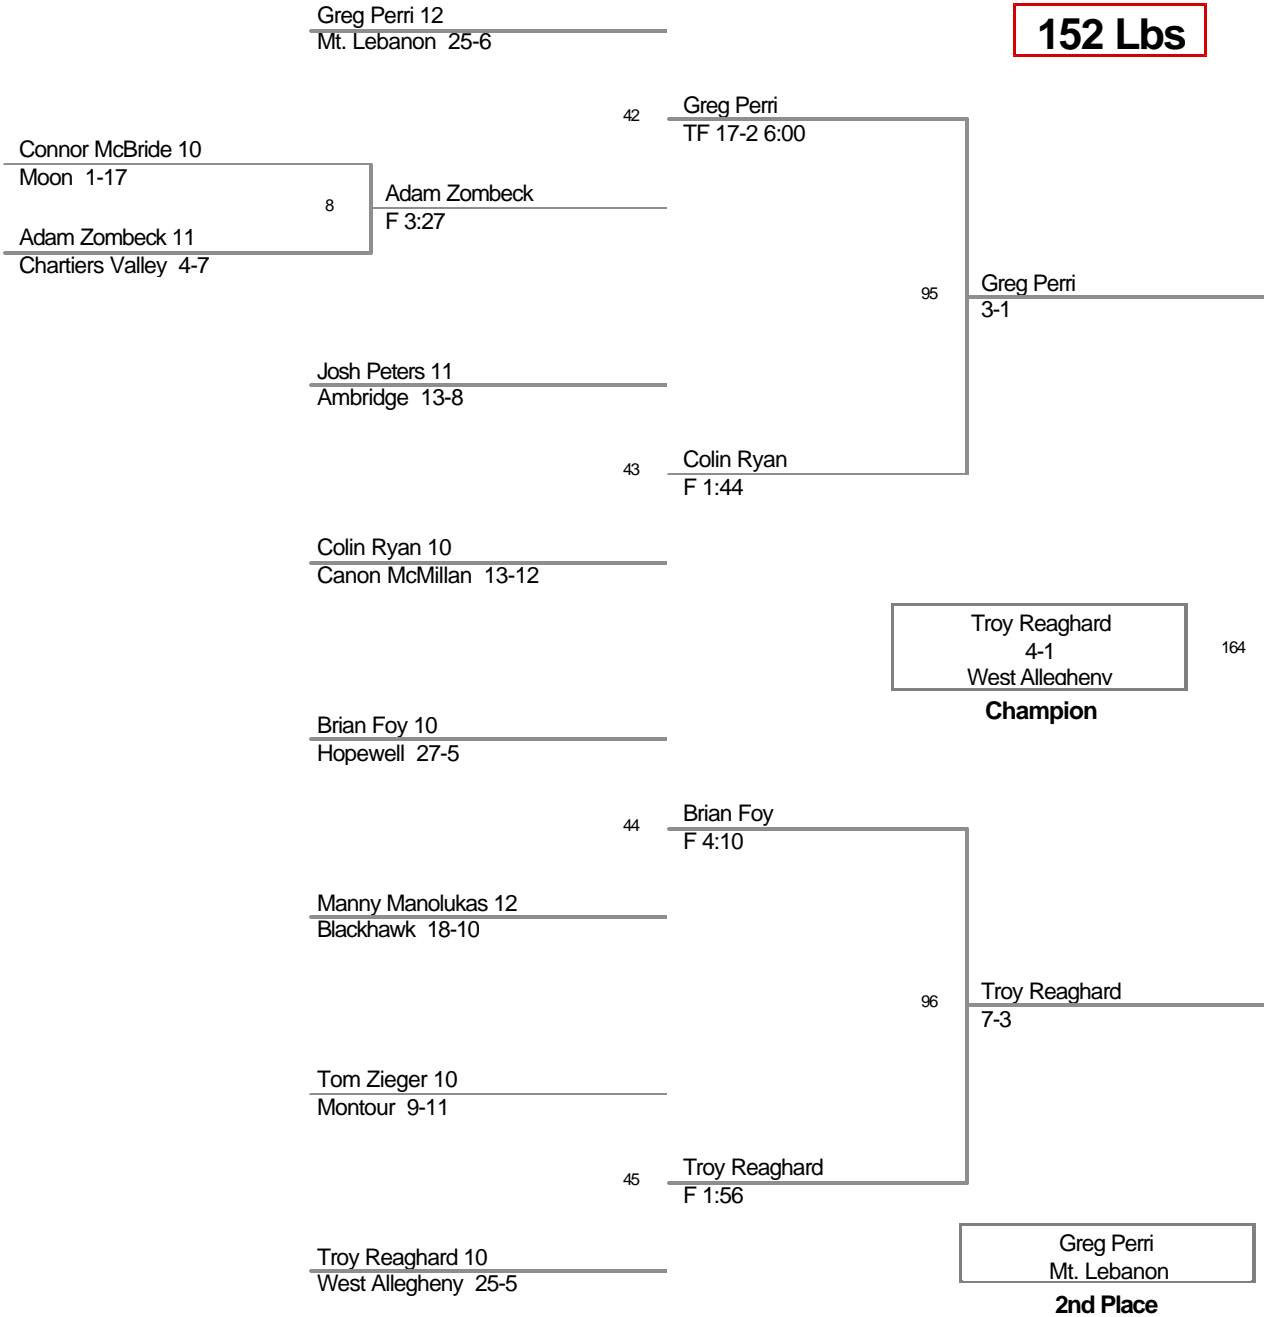 Greg Perri 12
Mt. Lebanon 25-6
152 Lbs
42
Greg Perri
TF 17-2 6:00
Connor McBride 10
Moon 1-17
8
Adam Zombeck
F 3:27
Adam Zombeck 11
Chartiers Valley 4-7
95
Greg Perri
3-1
Josh Peters 11
Ambridge 13-8
43
Colin Ryan
F 1:44
Colin Ryan 10
Canon McMillan 13-12
Troy Reaghard
4-1
West Allegheny
164
Champion
Brian Foy 10
Hopewell 27-5
44
Brian Foy
F 4:10
Manny Manolukas 12
Blackhawk 18-10
96
Troy Reaghard
7-3
Tom Zieger 10
Montour 9-11
45
Troy Reaghard
F 1:56
Troy Reaghard 10
West Allegheny 25-5
Greg Perri
Mt. Lebanon
2nd Place